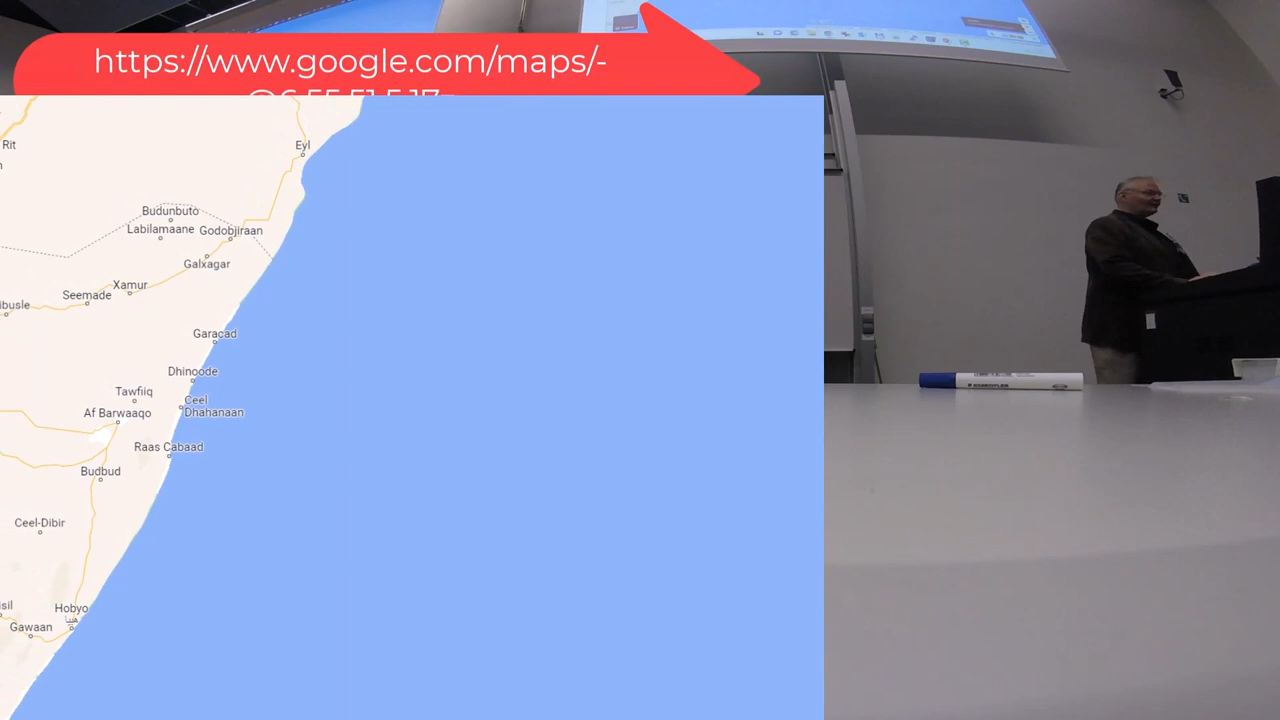 https://www.google.com/maps/-
Rit
Eyl
Budunbuto
Labilamaane
Godobjiraan
Galxagar
Xamur
Seemade
ibusle
Garacad
Dhinoode
Tawfiiq
Ceel
Dhahanaan
Af Barwaaqo
Raas Cabaad
Budbud
Ceel-Dibir
Hobyo
هبيا
Gawaan
STAEDTLER